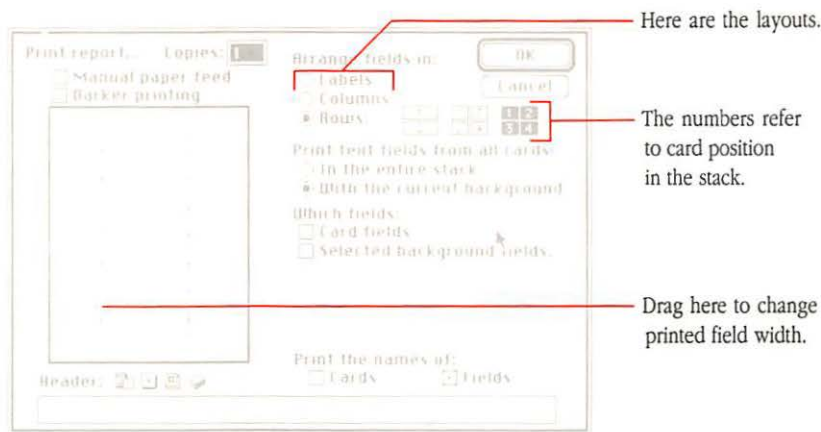 Here are the layouts.
Print report... Copies: 1
Manual paper feed
Darker printing
Arrange fields in:
Labels
Columns
Rows
OK
Cancel
1 2
3 4
The numbers refer
to card position
in the stack.
Print text fields from all cards:
In the entire stack
With the current background
Which fields:
Card fields
Selected background fields.
Drag here to change
printed field width.
Header:
Print the names of:
Cards Fields